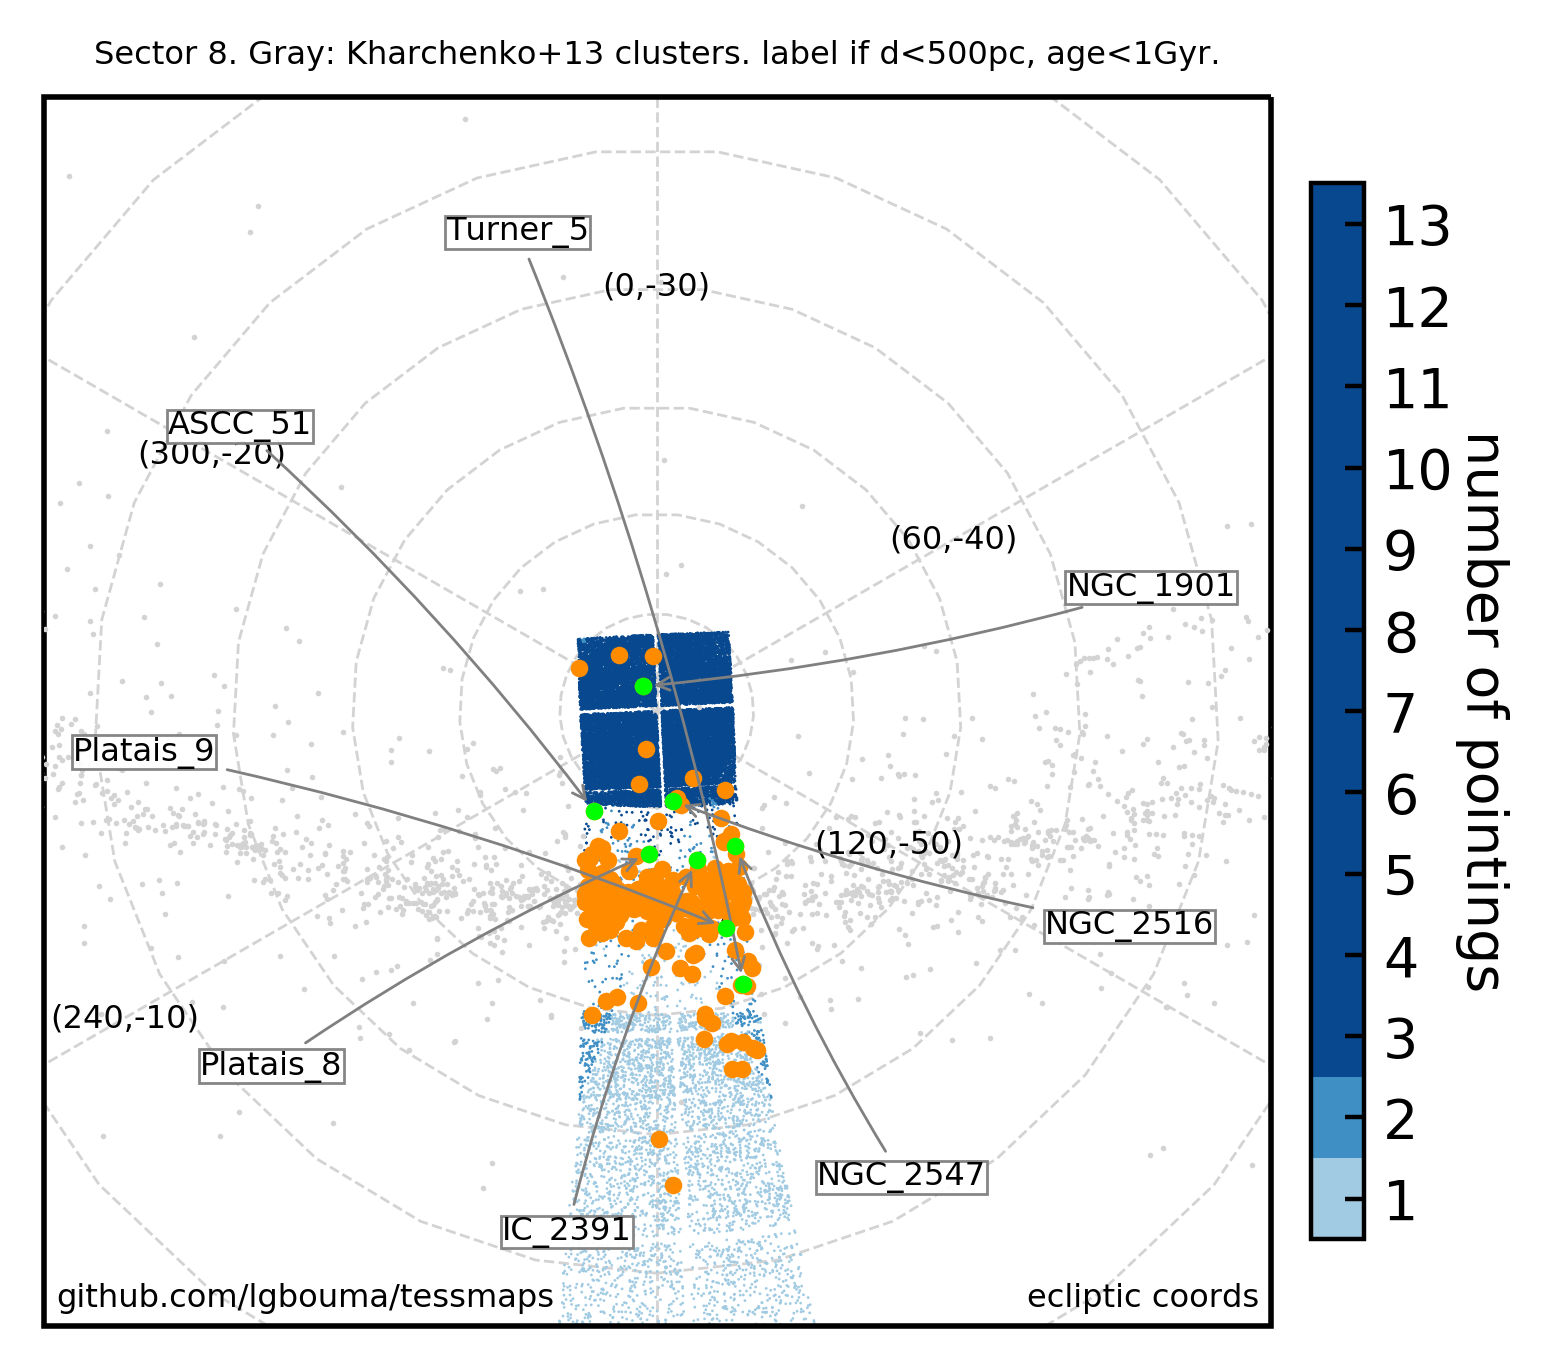 Sector 8. Gray: Kharchenko+13 clusters. label if d<500pc, age<1Gyr.
Turner_5
(0,-30)
ASCC_51
(300,-20)
(60,-40)
NGC_1901
Platais_9
(120,-50)
NGC_2516
(240,-10)
Platais_8
NGC_2547
IC_2391
github.com/lgbouma/tessmaps
ecliptic coords
13
12
11
10
9
8
7
6
5
4
3
2
1
number of pointings